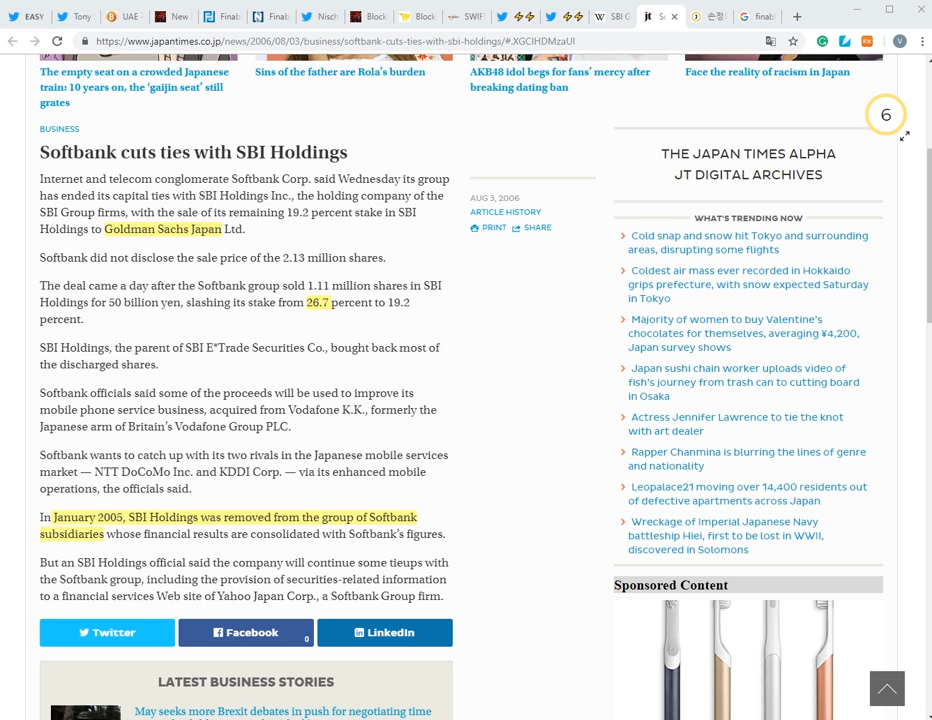 EASY
Tony
UAE
New
Finab
Finab
Nisch
Block
Block
SWIF
SBI G
S
손정
finab
https://www.japantimes.co.jp/news/2006/08/03/business/softbank-cuts-ties-with-sbi-holdings/#.XGCIHDMzaUl
V
The empty seat on a crowded Japanese
train: 10 years on, the ‘gaijin seat’ still
grates
Sins of the father are Rola’s burden
AKB48 idol begs for fans’ mercy after
breaking dating ban
Face the reality of racism in Japan
6
BUSINESS
Softbank cuts ties with SBI Holdings
Internet and telecom conglomerate Softbank Corp. said Wednesday its group
has ended its capital ties with SBI Holdings Inc., the holding company of the
SBI Group firms, with the sale of its remaining 19.2 percent stake in SBI
Holdings to Goldman Sachs Japan Ltd.
Softbank did not disclose the sale price of the 2.13 million shares.
The deal came a day after the Softbank group sold 1.11 million shares in SBI
Holdings for 50 billion yen, slashing its stake from 26.7 percent to 19.2
percent.
SBI Holdings, the parent of SBI E*Trade Securities Co., bought back most of
the discharged shares.
Softbank officials said some of the proceeds will be used to improve its
mobile phone service business, acquired from Vodafone K.K., formerly the
Japanese arm of Britain’s Vodafone Group PLC.
Softbank wants to catch up with its two rivals in the Japanese mobile services
market — NTT DoCoMo Inc. and KDDI Corp. — via its enhanced mobile
operations, the officials said.
In January 2005, SBI Holdings was removed from the group of Softbank
subsidiaries whose financial results are consolidated with Softbank’s figures.
But an SBI Holdings official said the company will continue some tieups with
the Softbank group, including the provision of securities-related information
to a financial services Web site of Yahoo Japan Corp., a Softbank Group firm.
Twitter
Facebook
0
LinkedIn
LATEST BUSINESS STORIES
May seeks more Brexit debates in push for negotiating time
AUG 3, 2006
ARTICLE HISTORY
PRINT SHARE
THE JAPAN TIMES ALPHA
JT DIGITAL ARCHIVES
WHAT'S TRENDING NOW
Cold snap and snow hit Tokyo and surrounding
areas, disrupting some flights
Coldest air mass ever recorded in Hokkaido
grips prefecture, with snow expected Saturday
in Tokyo
Majority of women to buy Valentine’s
chocolates for themselves, averaging ¥4,200,
Japan survey shows
Japan sushi chain worker uploads video of
fish’s journey from trash can to cutting board
in Osaka
Actress Jennifer Lawrence to tie the knot
with art dealer
Rapper Chanmina is blurring the lines of genre
and nationality
Leopalace21 moving over 14,400 residents out
of defective apartments across Japan
Wreckage of Imperial Japanese Navy
battleship Hiei, first to be lost in WWII,
discovered in Solomons
Sponsored Content